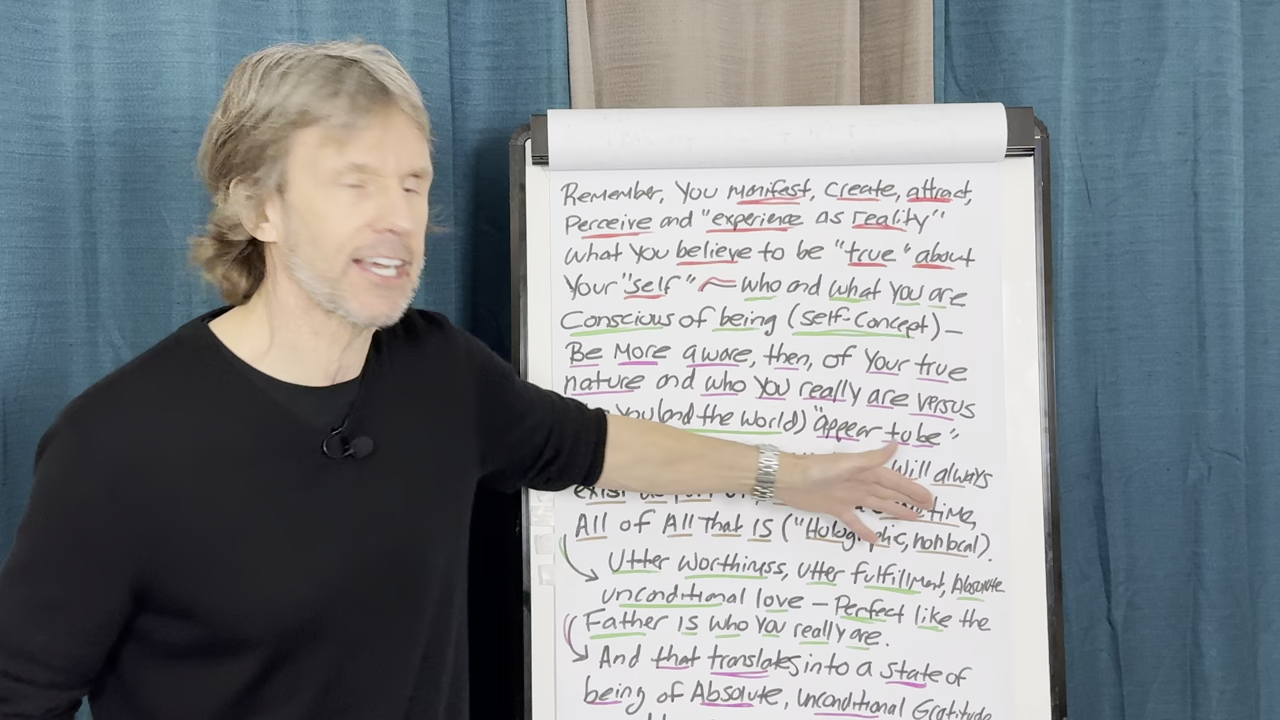 Remember, You manifest, create, attract,
Perceive and "experience as reality"
what You believe to be "true" about
Your "self" ~ who and what You are
Conscious of being (self-concept) —
Be More aware, then, of Your true
nature and who You really are versus
You (and the world) "appear to be"
will always
exist time,
All of All That IS ("Holographic, nonlocal).
Utter worthiness, utter fulfillment, Absolute
unconditional love — Perfect like the
Father is who You really are.
And that translates into a state of
being of Absolute, unconditional Gratitude